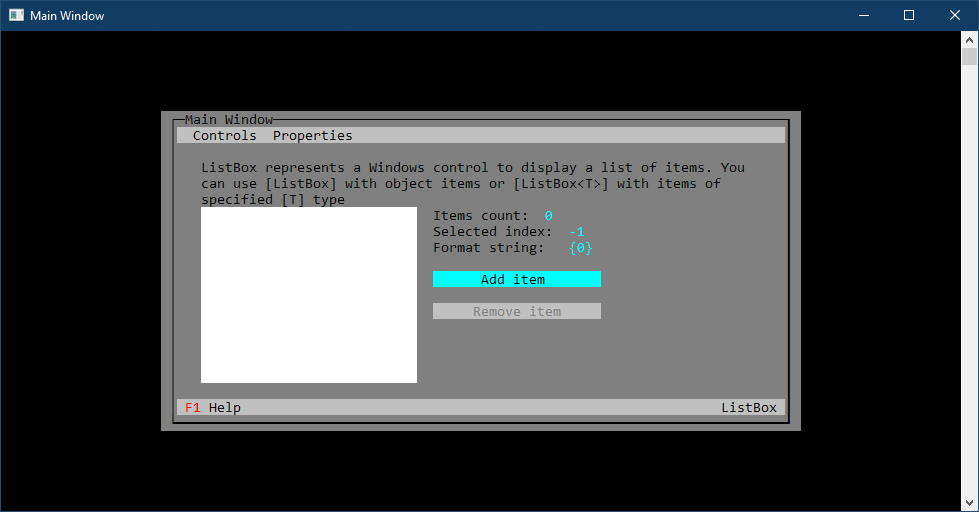 Main Window
Main Window
Controls Properties
ListBox represents a Windows control to display a list of items. You
can use [ListBox] with object items or [ListBox<T>] with items of
specified [T] type
Items count: 0
Selected index: -1
Format string: {0}
Add item
Remove item
F1 Help ListBox